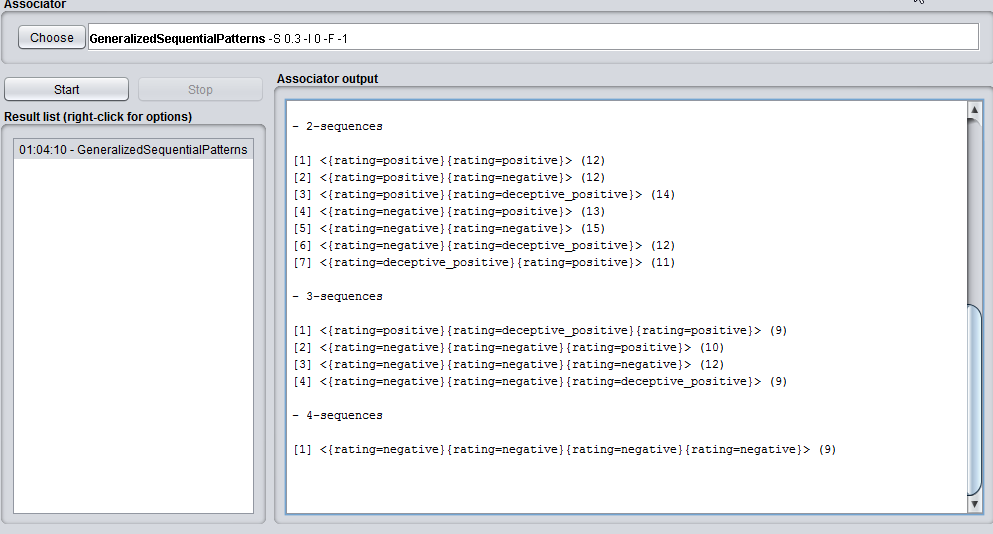 Associator
Choose
GeneralizedSequentialPatterns -S 0.3 -I 0 -F -1
Start
Stop
Result list (right-click for options)
01:04:10 - GeneralizedSequentialPatterns
Associator output
- 2-sequences
[1] <{rating=positive}{rating=positive}> (12)
[2] <{rating=positive}{rating=negative}> (12)
[3] <{rating=positive}{rating=deceptive_positive}> (14)
[4] <{rating=negative}{rating=positive}> (13)
[5] <{rating=negative}{rating=negative}> (15)
[6] <{rating=negative}{rating=deceptive_positive}> (12)
[7] <{rating=deceptive_positive}{rating=positive}> (11)
- 3-sequences
[1] <{rating=positive}{rating=deceptive_positive}{rating=positive}> (9)
[2] <{rating=negative}{rating=negative}{rating=positive}> (10)
[3] <{rating=negative}{rating=negative}{rating=negative}> (12)
[4] <{rating=negative}{rating=negative}{rating=deceptive_positive}> (9)
- 4-sequences
[1] <{rating=negative}{rating=negative}{rating=negative}{rating=negative}> (9)